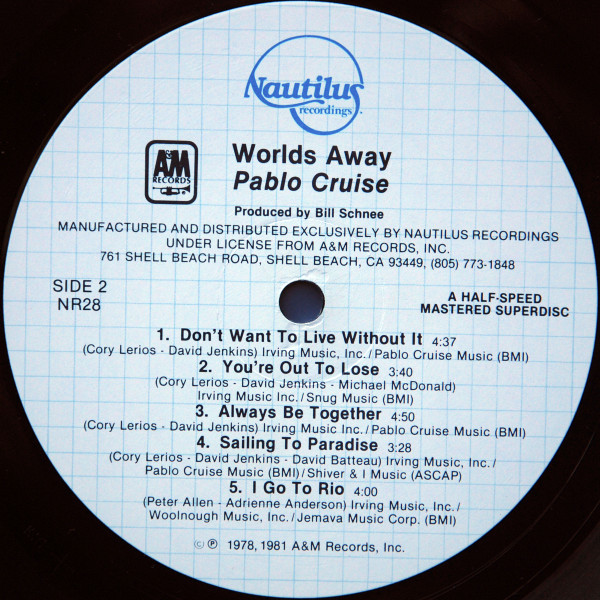 Nautilus
recordings.
A&M
RECORDS
Worlds Away
Pablo Cruise
Produced by Bill Schnee
MANUFACTURED AND DISTRIBUTED EXCLUSIVELY BY NAUTILUS RECORDINGS
UNDER LICENSE FROM A&M RECORDS, INC.
761 SHELL BEACH ROAD, SHELL BEACH, CA 93449, (805) 773-1848
SIDE 2
NR28
A HALF-SPEED
MASTERED SUPERDISC
1. Don't Want To Live Without It 4:37
(Cory Lerios - David Jenkins) Irving Music, Inc./Pablo Cruise Music (BMI)
2. You're Out To Lose 3:40
(Cory Lerios - David Jenkins - Michael McDonald)
Irving Music Inc./Snug Music (BMI)
3. Always Be Together 4:50
(Cory Lerios - David Jenkins) Irving Music, Inc./Pablo Cruise Music (BMI)
4. Sailing To Paradise 3:28
(Cory Lerios - David Jenkins - David Batteau) Irving Music, Inc./
Pablo Cruise Music (BMI)/Shiver & I Music (ASCAP)
5. I Go To Rio 4:00
(Peter Allen - Adrienne Anderson) Irving Music, Inc./
Woolnough Music, Inc./Jemava Music Corp. (BMI)
© ℗ 1978, 1981 A&M Records, Inc.